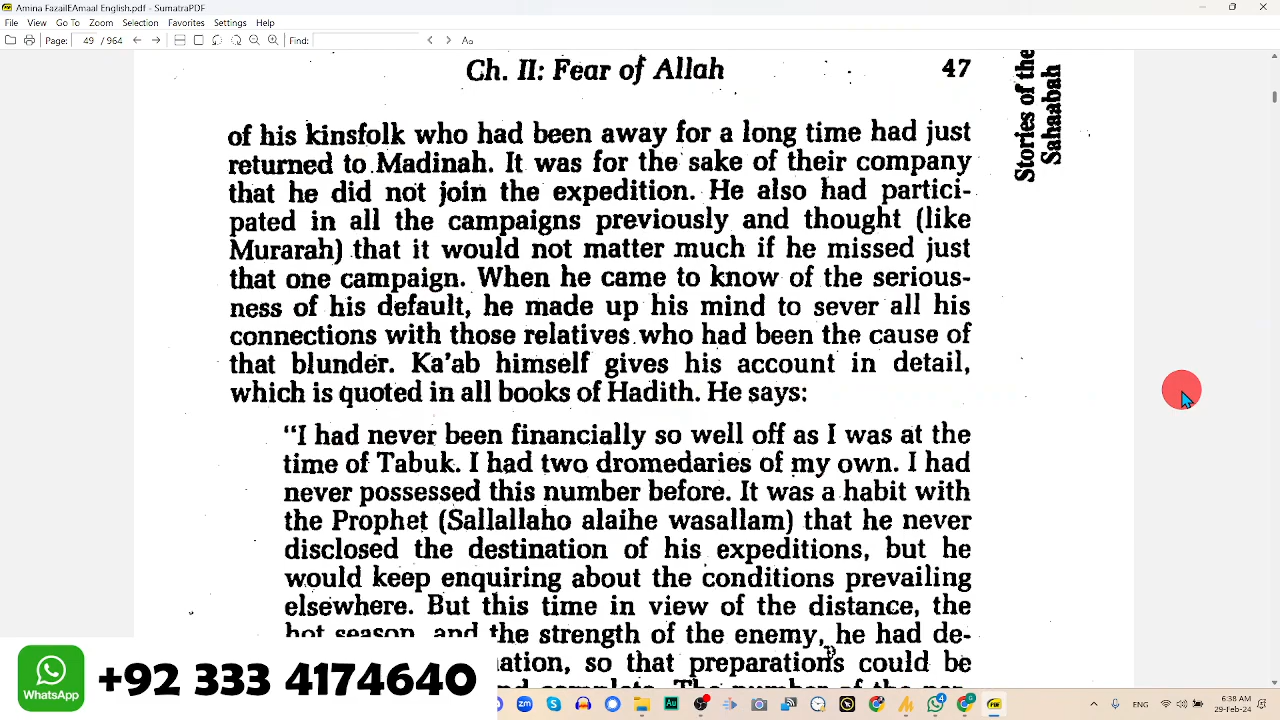 Amina FazailEAmaal English.pdf - SumatraPDF
File View Go To Zoom Selection Favorites Settings Help
Page: 49 / 964 Find: Aa
Ch. II: Fear of Allah 47
Stories of the
Sahaabah
of his kinsfolk who had been away for a long time had just
returned to Madinah. It was for the sake of their company
that he did not join the expedition. He also had partici-
pated in all the campaigns previously and thought (like
Murarah) that it would not matter much if he missed just
that one campaign. When he came to know of the serious-
ness of his default, he made up his mind to sever all his
connections with those relatives who had been the cause of
that blunder. Ka'ab himself gives his account in detail,
which is quoted in all books of Hadith. He says:
"I had never been financially so well off as I was at the
time of Tabuk. I had two dromedaries of my own. I had
never possessed this number before. It was a habit with
the Prophet (Sallallaho alaihe wasallam) that he never
disclosed the destination of his expeditions, but he
would keep enquiring about the conditions prevailing
elsewhere. But this time in view of the distance, the
hot season, and the strength of the enemy, he had de-
ation, so that preparations could be
complete. The number of the
WhatsApp
+92 333 4174640
6:38 AM
29-Feb-24